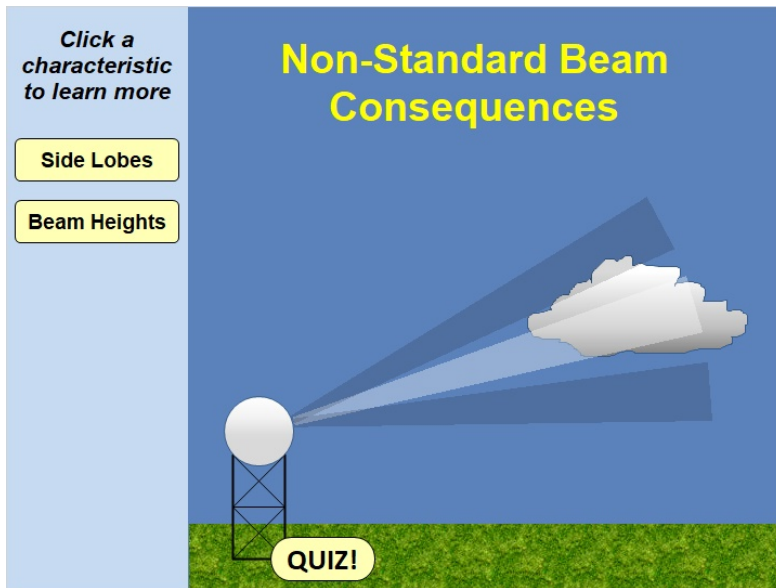 Click a
characteristic
to learn more
Side Lobes
Beam Heights
Non-Standard Beam
Consequences
QUIZ!